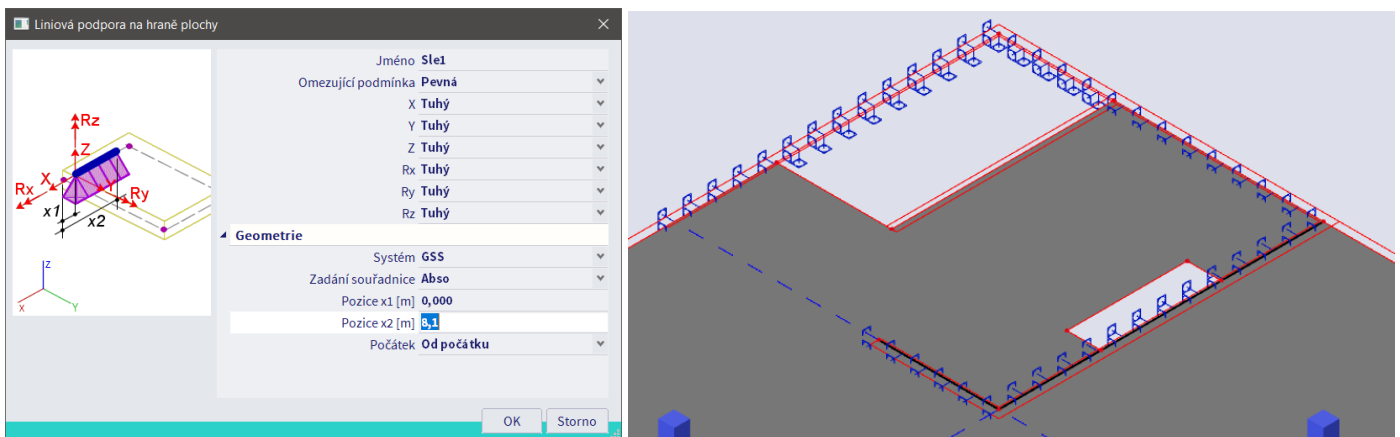 Liniová podpora na hraně plochy
Jméno Sle1
Omezující podmínka Pevná
X Tuhý
Y Tuhý
Z Tuhý
Rx Tuhý
Ry Tuhý
Rz Tuhý
Geometrie
Systém GSS
Zadání souřadnice Abso
Pozice x1 [m] 0,000
Pozice x2 [m] 8,1
Počátek Od počátku
OK Storno
Rz
Z
X
Rx
Ry
x1
x2
Z
X
Y